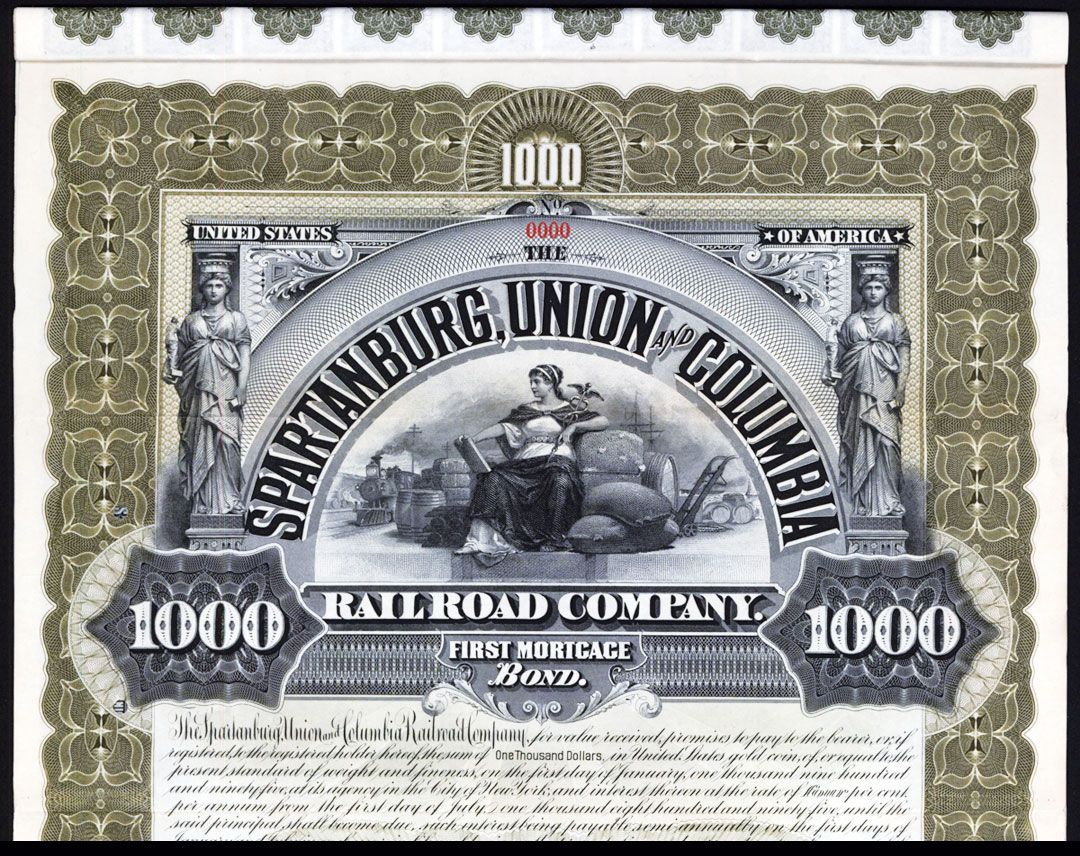 1000
No
0000
UNITED STATES
THE
OF AMERICA
SPARTANBURG, UNION AND COLUMBIA
1000
RAILROAD COMPANY.
1000
FIRST MORTGAGE
BOND.
The Spartanburg, Union and Columbia Railroad Company, for value received, promises to pay to the bearer, or, if
registered, to the registered holder hereof, the sum of One Thousand Dollars, in United States gold coin, of, or equal to the
present standard of weight and fineness, on the first day of January, one thousand nine hundred
and ninety five, at its agency in the City of New York, and interest thereon at the rate of per cent.
per annum from the first day of July, one thousand eight hundred and ninety five, until the
said principal shall become due, such interest being payable semi-annually on the first days of